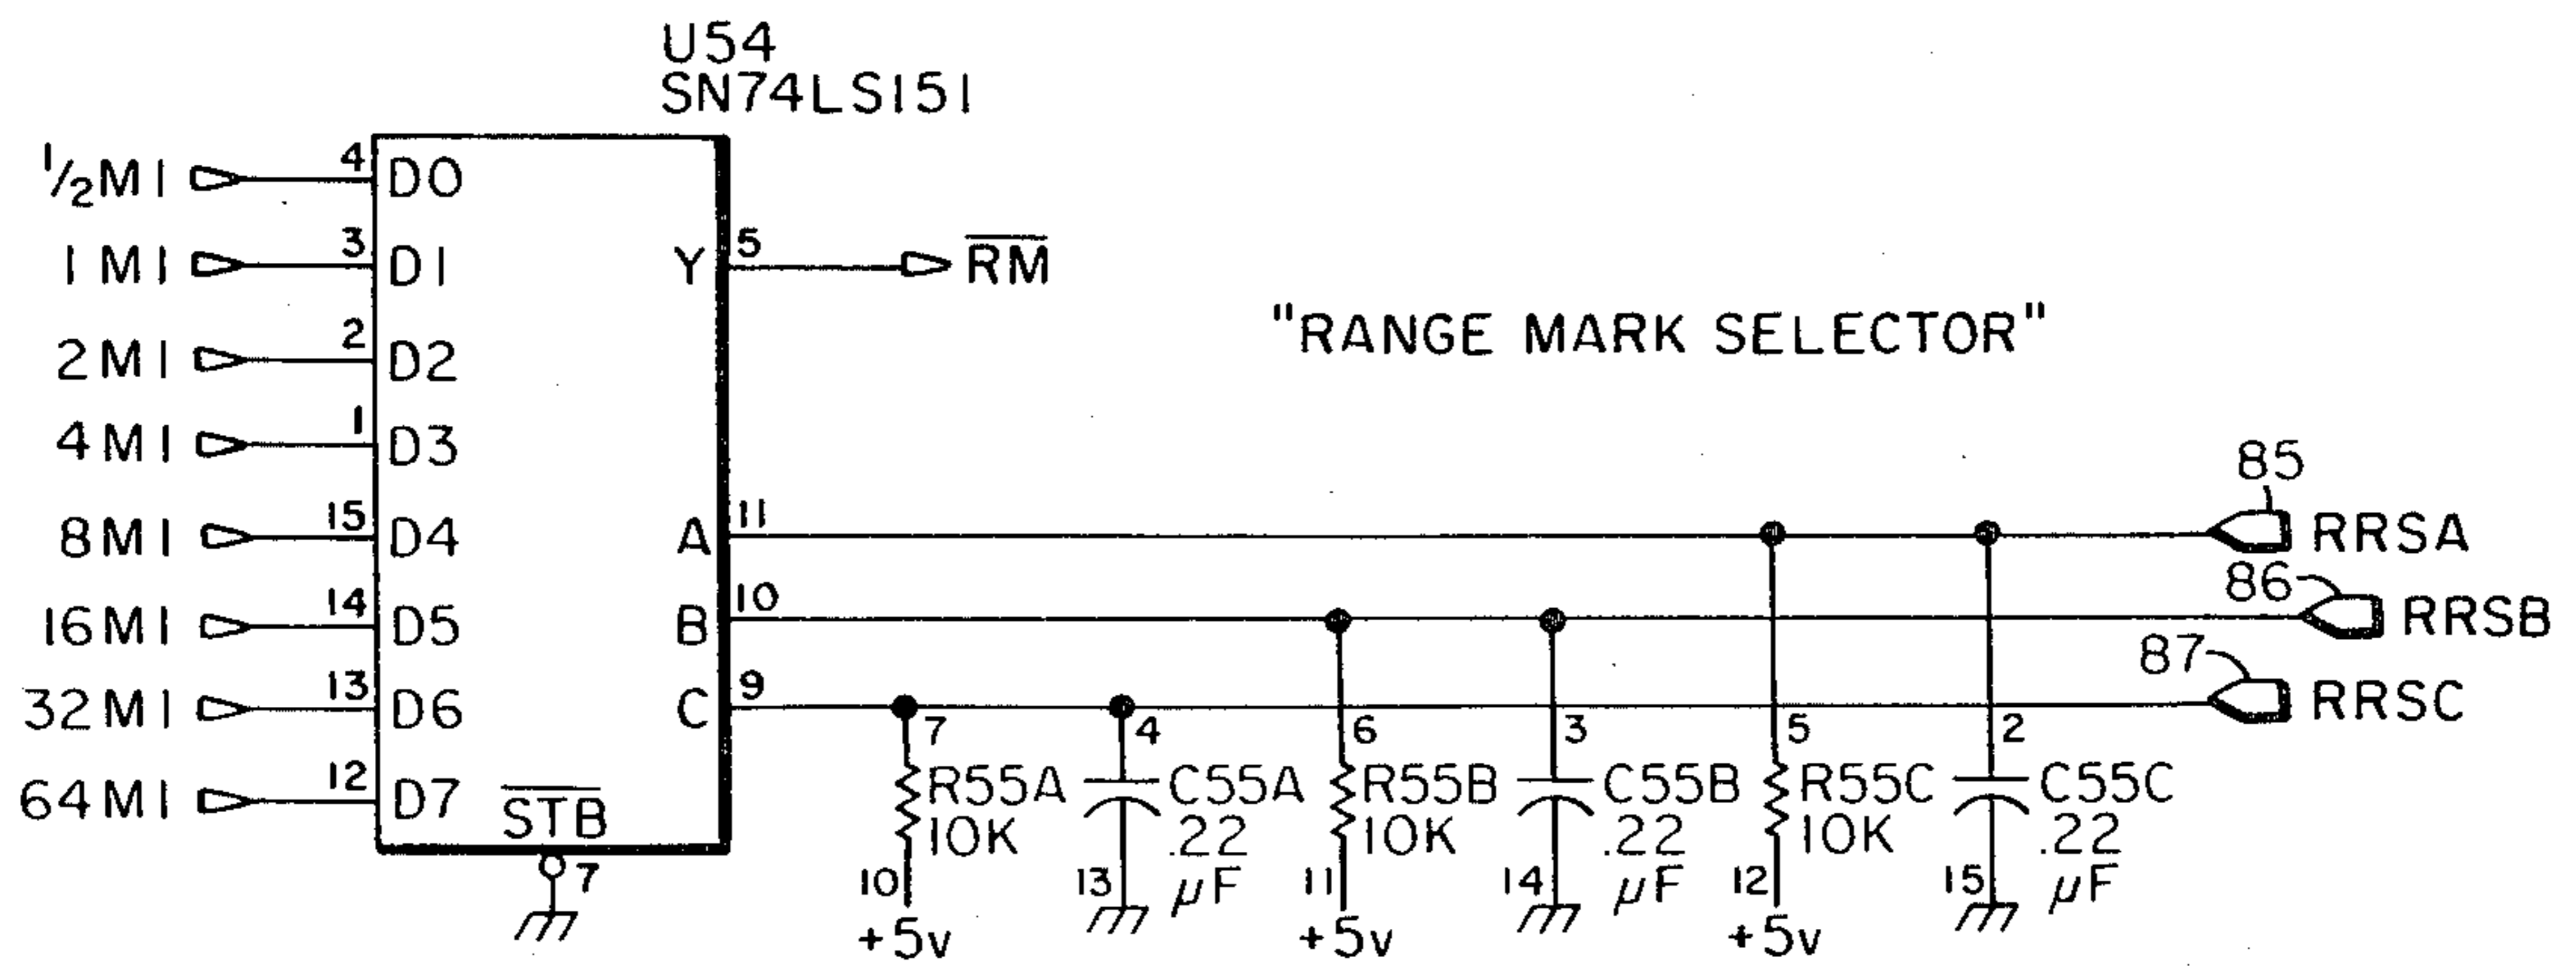 U54
SN74LS151
1/2MI 4 D0
1MI 3 D1
Y 5 RM
2MI 2 D2
"RANGE MARK SELECTOR"
4MI 1 D3
85
8MI 15 D4 A 11 RRSA
86
16MI 14 D5 B 10 RRSB
87
32MI 13 D6 C 9 RRSC
7 4 6 3 5 2
64MI 12 D7 STB
R55A C55A R55B C55B R55C C55C
10K .22 10K .22 10K .22
7 10 13 µF 11 14 µF 12 15 µF
+5v +5v +5v